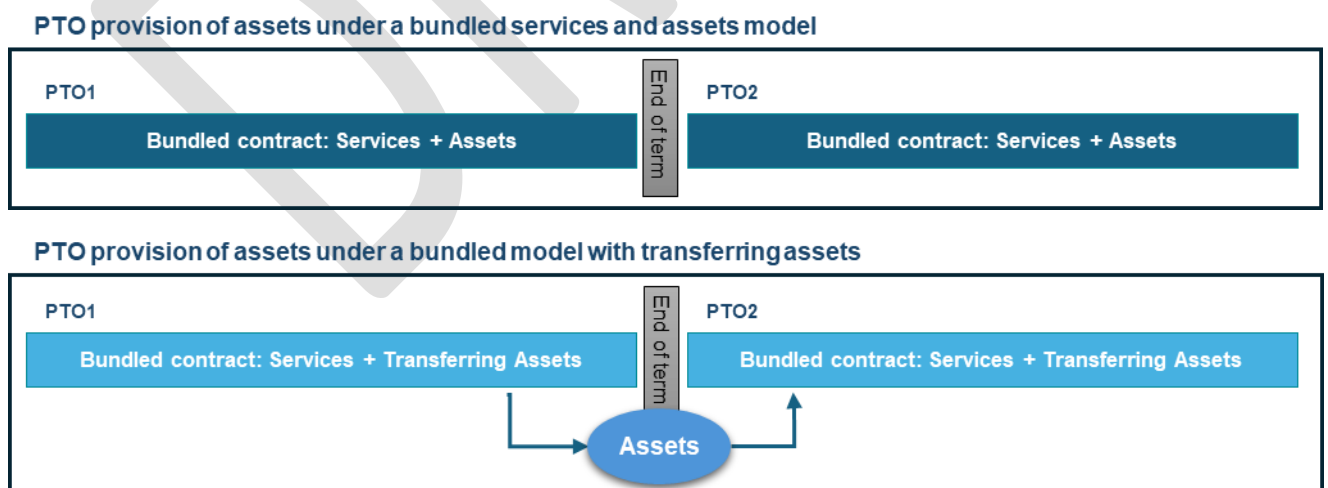 PTO provision of assets under a bundled services and assets model
PTO1
End of term
PTO2
Bundled contract: Services + Assets
Bundled contract: Services + Assets
PTO provision of assets under a bundled model with transferring assets
PTO1
End of term
PTO2
Bundled contract: Services + Transferring Assets
Bundled contract: Services + Transferring Assets
Assets